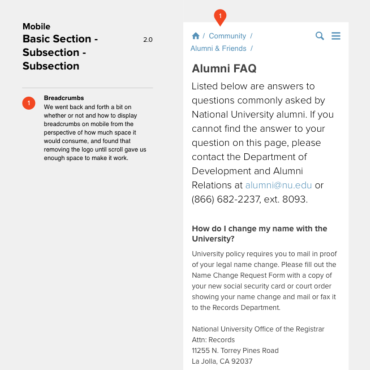 Mobile
Basic Section -
Subsection -
Subsection
2.0
1
Breadcrumbs
We went back and forth a bit on
whether or not and how to display
breadcrumbs on mobile from the
perspective of how much space it
would consume, and found that
removing the logo until scroll gave us
enough space to make it work.
1
/ Community /
Alumni & Friends /
Alumni FAQ
Listed below are answers to
questions commonly asked by
National University alumni. If you
cannot find the answer to your
question on this page, please
contact the Department of
Development and Alumni
Relations at alumni@nu.edu or
(866) 682-2237, ext. 8093.
How do I change my name with the
University?
University policy requires you to mail in proof
of your legal name change. Please fill out the
Name Change Request Form with a copy of
your new social security card or court order
showing your name change and mail or fax it
to the Records Department.
National University Office of the Registrar
Attn: Records
11255 N. Torrey Pines Road
La Jolla, CA 92037